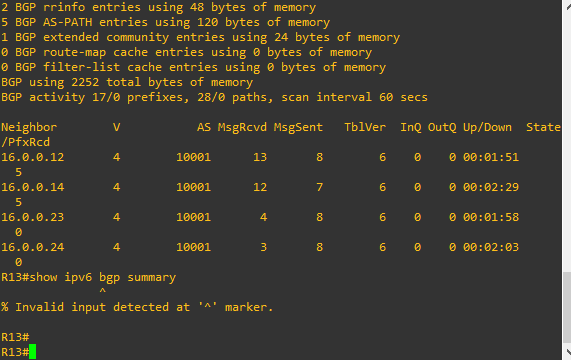 2 BGP rrinfo entries using 48 bytes of memory
5 BGP AS-PATH entries using 120 bytes of memory
1 BGP extended community entries using 24 bytes of memory
0 BGP route-map cache entries using 0 bytes of memory
0 BGP filter-list cache entries using 0 bytes of memory
BGP using 2252 total bytes of memory
BGP activity 17/0 prefixes, 28/0 paths, scan interval 60 secs
Neighbor V AS MsgRcvd MsgSent TblVer InQ OutQ Up/Down State
/PfxRcd
16.0.0.12 4 10001 13 8 6 0 0 00:01:51
5
16.0.0.14 4 10001 12 7 6 0 0 00:02:29
5
16.0.0.23 4 10001 4 8 6 0 0 00:01:58
0
16.0.0.24 4 10001 3 8 6 0 0 00:02:03
0
R13#show ipv6 bgp summary
^
% Invalid input detected at '^' marker.
R13#
R13#